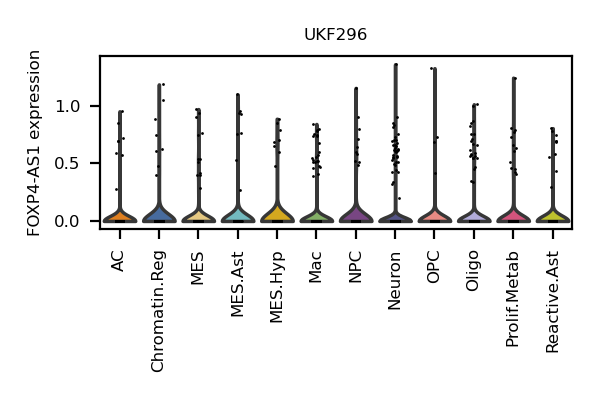 UKF296
FOXP4-AS1 expression
1.0
0.5
0.0
AC
Chromatin.Reg
MES
MES.Ast
MES.Hyp
Mac
NPC
Neuron
OPC
Oligo
Prolif.Metab
Reactive.Ast